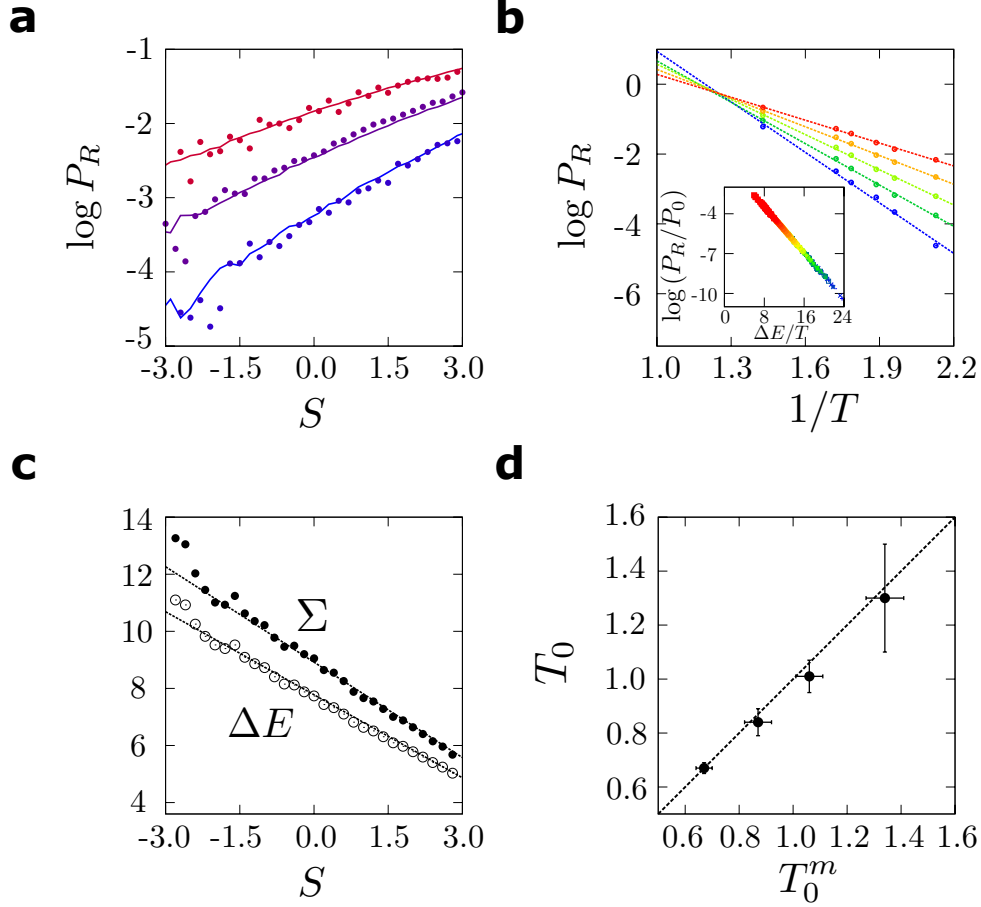 a
-1
-2
-3
-4
-5
log P_R
-3.0 -1.5 0.0 1.5 3.0
S
b
0
-2
-4
-6
log P_R
1.0 1.3 1.6 1.9 2.2
1/T
-4
-7
-10
log (P_R/P_0)
0 8 16 24
ΔE/T
c
14
12
10
8
6
4
Σ
ΔE
-3.0 -1.5 0.0 1.5 3.0
S
d
1.6
1.4
1.2
1.0
0.8
0.6
T_0
0.6 0.8 1.0 1.2 1.4 1.6
T_0^m